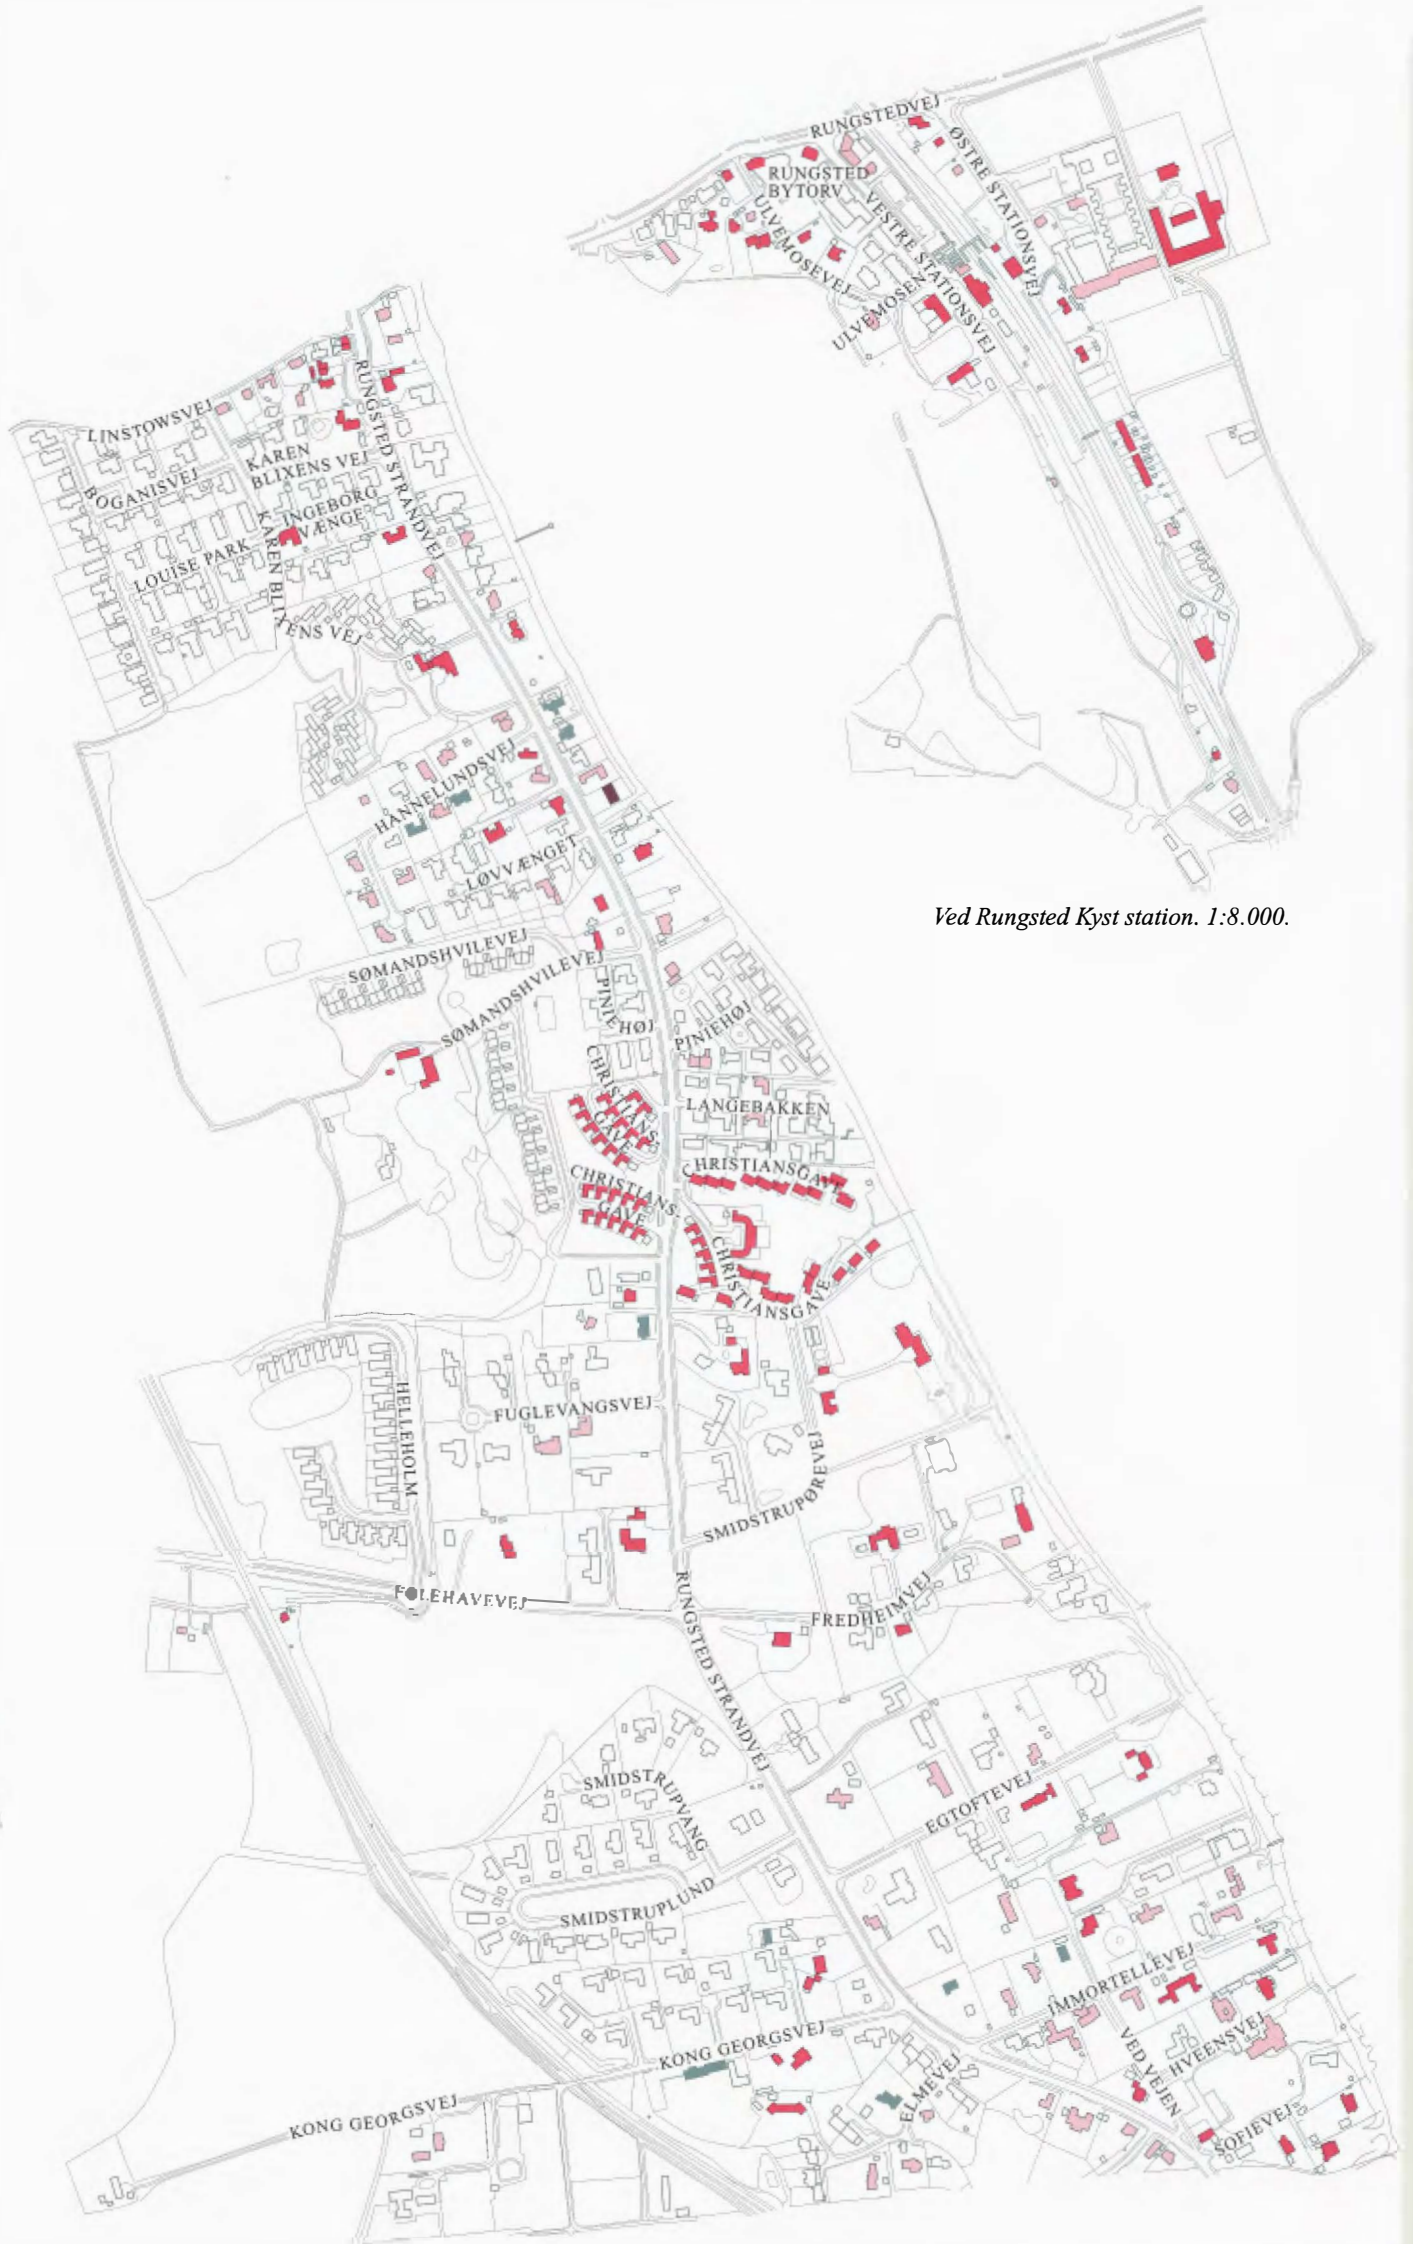 RUNGSTEDVEJ
ØSTRE STATIONSVEJ
RUNGSTED
BYTORV
ULVEMOSEVEJ
VESTRE STATIONSVEJ
ULVEMOSEN
LINSTOWSVEJ
RUNGSTED STRANDVEJ
KAREN
BLIXENS VEJ
BOGANISVEJ
INGEBORG
VÆNGE
LOUISE PARK
KAREN BLIXENS VEJ
HANNELUNDSVEJ
LØVVÆNGET
Ved Rungsted Kyst station. 1:8.000.
SØMANDSHVILEVEJ
SØMANDSHVILEVEJ
PINIEHØJ
PINIEHØJ
CHRISTIANS-
GAVE
LANGEBAKKEN
CHRISTIANSGAVE
CHRISTIANS-
GAVE
CHRISTIANSGAVE
HELLEHOLM
FUGLEVANGSVEJ
SMIDSTRUPØREVEJ
FOLEHAVEVEJ
RUNGSTED STRANDVEJ
FREDHEIMVEJ
SMIDSTRUPVANG
EGTOFTEVEJ
SMIDSTRUPLUND
IMMORTELLEVEJ
KONG GEORGSVEJ
VED VEJEN
HVEENSVEJ
ELMEVEJ
KONG GEORGSVEJ
SOFIEVEJ